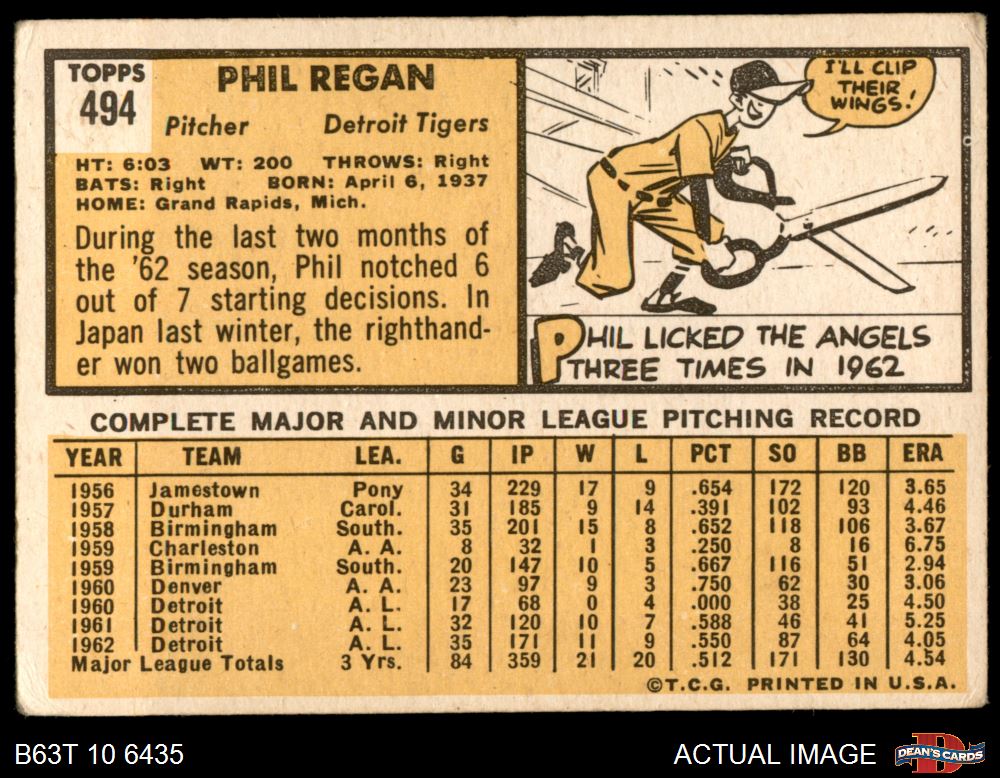 TOPPS
494
PHIL REGAN
Pitcher Detroit Tigers
HT: 6:03 WT: 200 THROWS: Right
BATS: Right BORN: April 6, 1937
HOME: Grand Rapids, Mich.
During the last two months of
the '62 season, Phil notched 6
out of 7 starting decisions. In
Japan last winter, the righthand-
er won two ballgames.
I'LL CLIP
THEIR
WINGS!
PHIL LICKED THE ANGELS
THREE TIMES IN 1962
COMPLETE MAJOR AND MINOR LEAGUE PITCHING RECORD
YEAR TEAM LEA. G IP W L PCT SO BB ERA
1956 Jamestown Pony 34 229 17 9 .654 172 120 3.65
1957 Durham Carol. 31 185 9 14 .391 102 93 4.46
1958 Birmingham South. 35 201 15 8 .652 118 106 3.67
1959 Charleston A. A. 8 32 1 3 .250 8 16 6.75
1959 Birmingham South. 20 147 10 5 .667 116 51 2.94
1960 Denver A. A. 23 97 9 3 .750 62 30 3.06
1960 Detroit A. L. 17 68 0 4 .000 38 25 4.50
1961 Detroit A. L. 32 120 10 7 .588 46 41 5.25
1962 Detroit A. L. 35 171 11 9 .550 87 64 4.05
Major League Totals 3 Yrs. 84 359 21 20 .512 171 130 4.54
©T.C.G. PRINTED IN U.S.A.
B63T 10 6435
ACTUAL IMAGE
DEAN'S CARDS